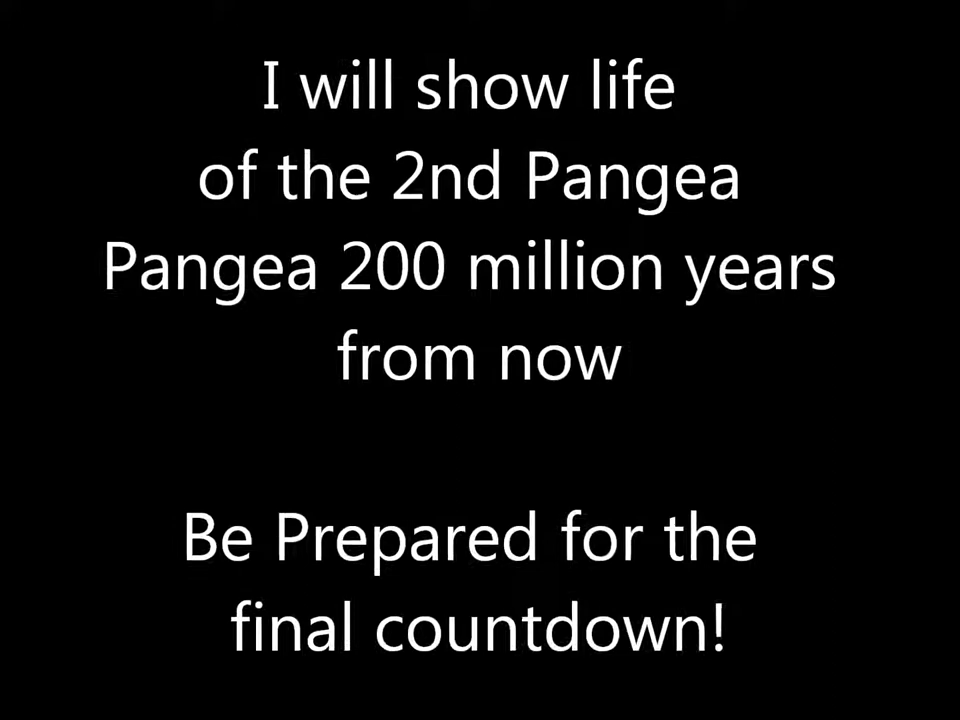 I will show life
of the 2nd Pangea
Pangea 200 million years
from now
Be Prepared for the
final countdown!